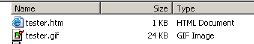 Name Size Type
tester.htm 1 KB HTML Document
tester.gif 24 KB GIF Image